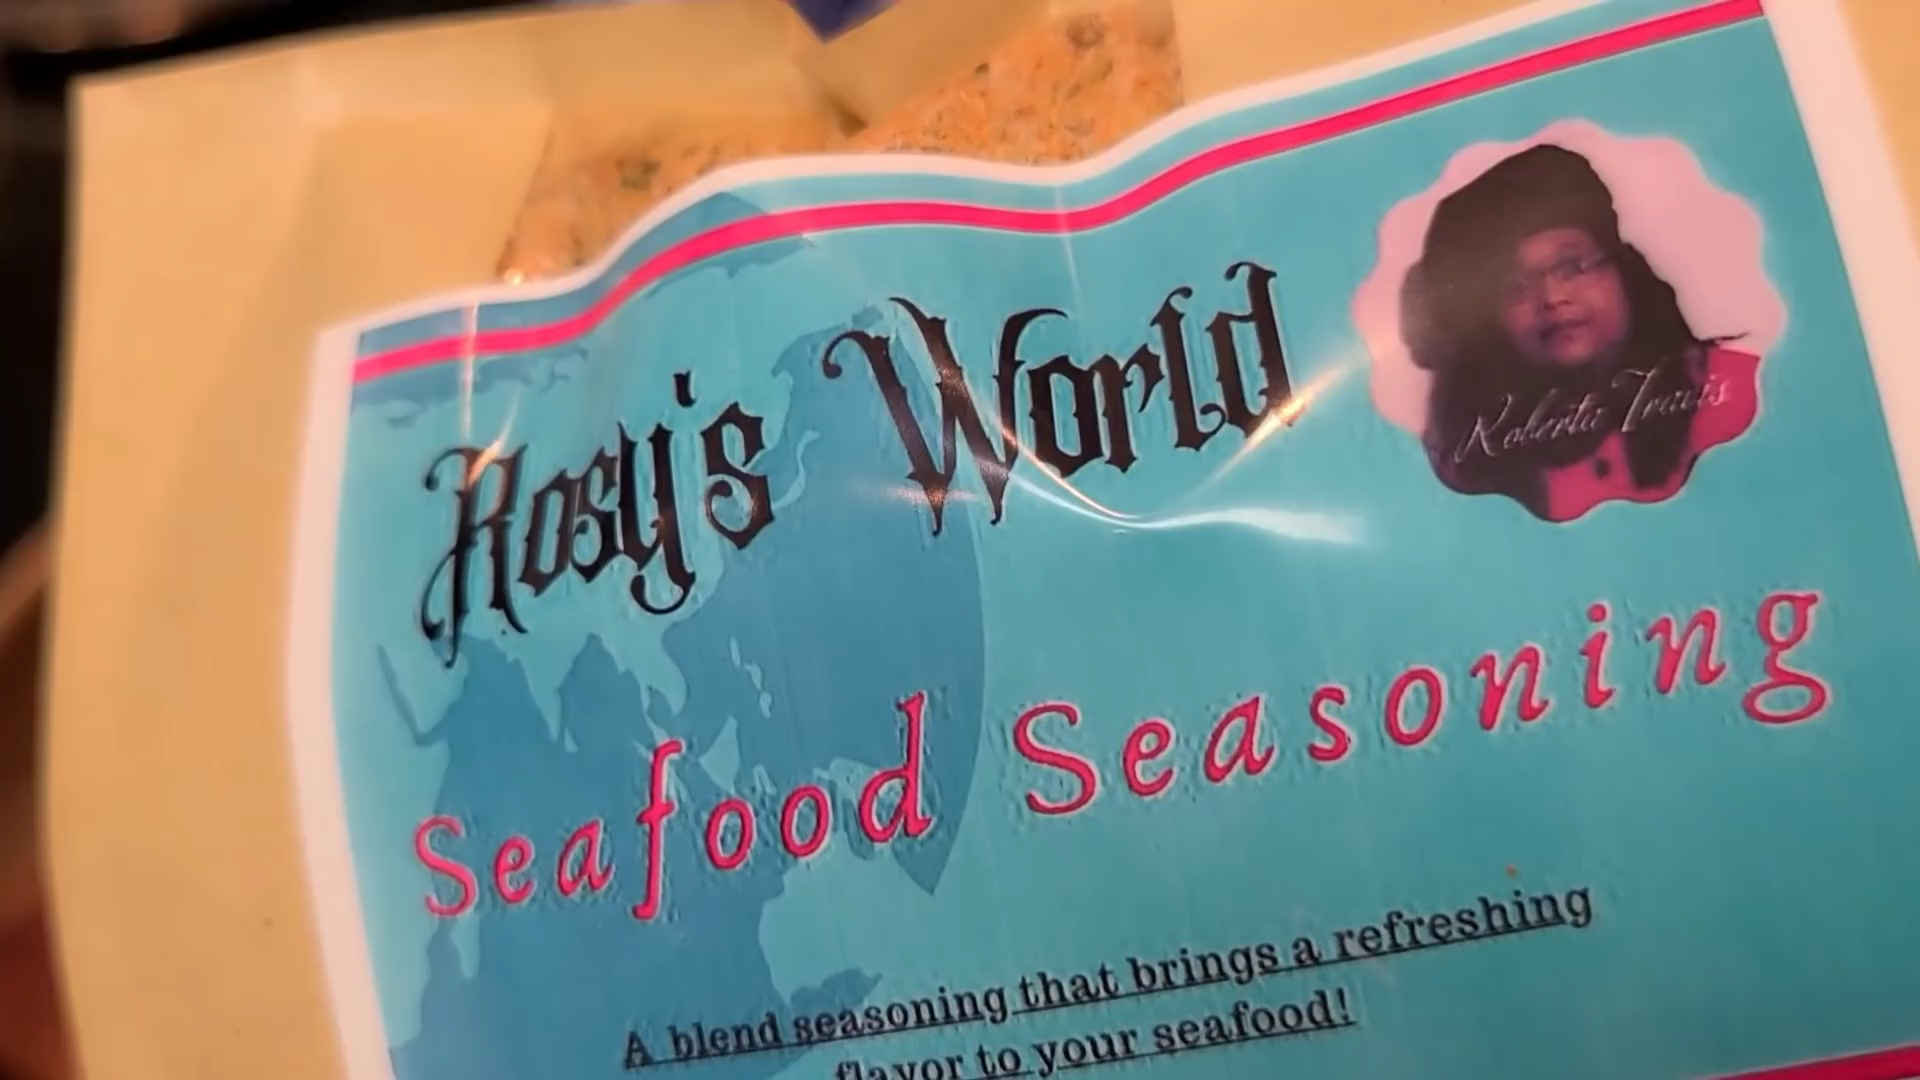 Rosy's World
Roberta Travis
Seafood Seasoning
A blend seasoning that brings a refreshing
flavor to your seafood!